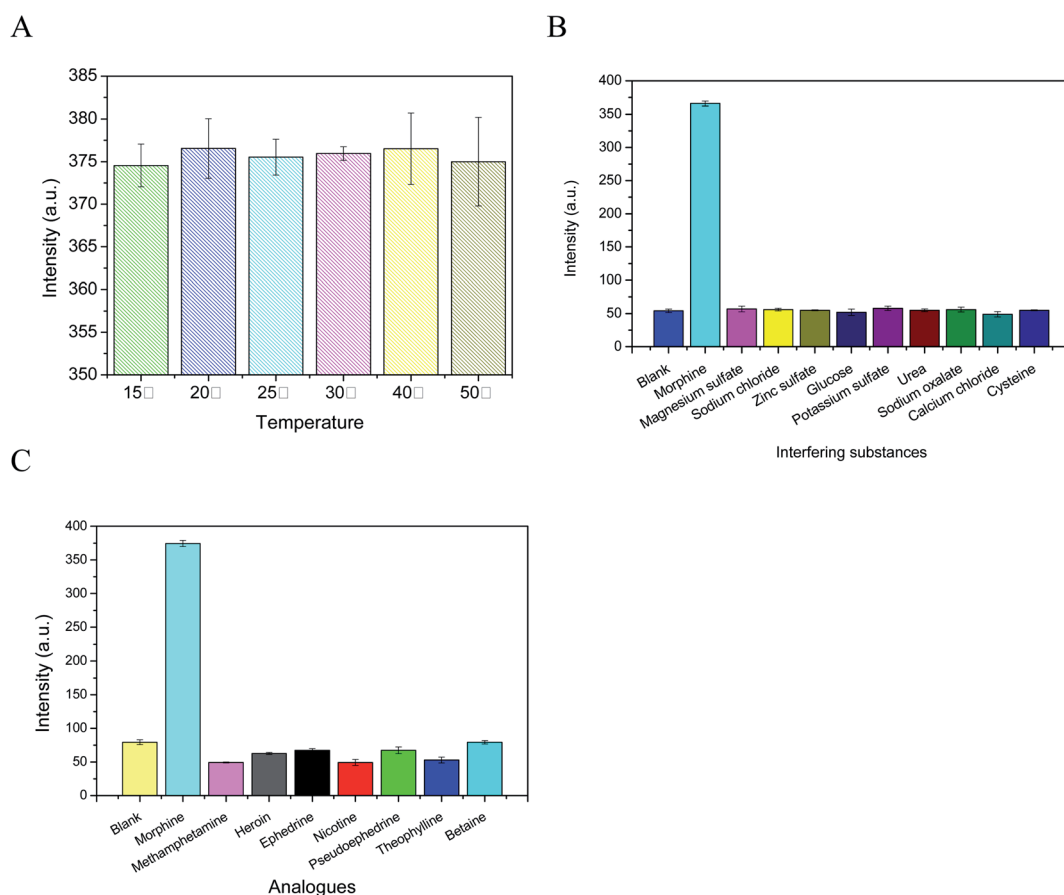 A
385
380
375
370
365
360
355
350
Intensity (a.u.)
15□ 20□ 25□ 30□ 40□ 50□
Temperature
B
400
350
300
250
200
150
100
50
0
Intensity (a.u.)
Blank
Morphine
Magnesium sulfate
Sodium chloride
Zinc sulfate
Glucose
Potassium sulfate
Urea
Sodium oxalate
Calcium chloride
Cysteine
Interfering substances
C
400
350
300
250
200
150
100
50
0
Intensity (a.u.)
Blank
Morphine
Methamphetamine
Heroin
Ephedrine
Nicotine
Pseudoephedrine
Theophylline
Betaine
Analogues